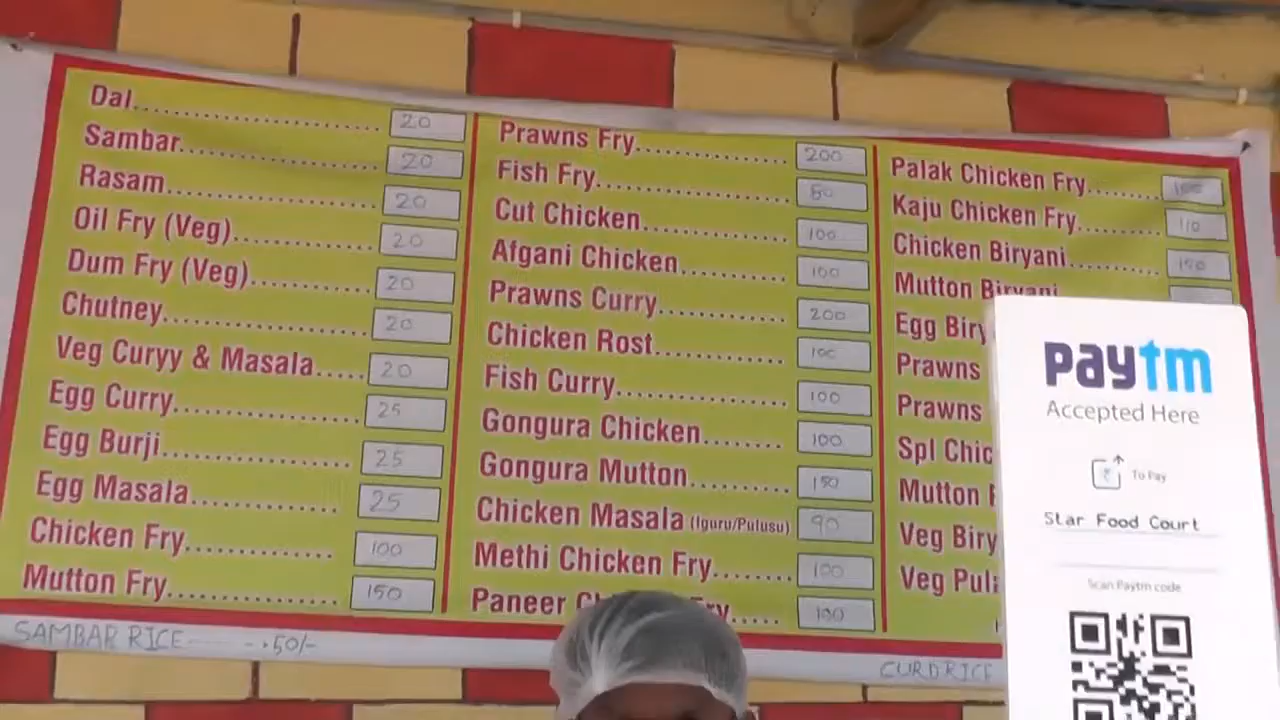 Dal.......................... 20
Sambar..................... 20
Rasam...................... 20
Oil Fry (Veg)............... 20
Dum Fry (Veg)............ 20
Chutney..................... 20
Veg Curyy & Masala..... 20
Egg Curry.................. 25
Egg Burji.................... 25
Egg Masala................ 25
Chicken Fry............... 100
Mutton Fry................. 150
SAMBAR RICE 50/-
Prawns Fry................ 200
Fish Fry.....................
Cut Chicken............... 100
Afgani Chicken........... 100
Prawns Curry.............. 200
Chicken Rost.............. 100
Fish Curry.................. 100
Gongura Chicken........ 100
Gongura Mutton.......... 150
Chicken Masala (Iguru/Pulusu) 90
Methi Chicken Fry....... 100
Paneer Fry..... 100
Palak Chicken Fry....... 100
Kaju Chicken Fry........ 110
Chicken Biryani........... 150
Mutton Biryani
Egg Biry
Prawns
Prawns
Spl Chic
Mutton
Veg Biry
Veg Pul
CURD RICE
paytm
Accepted Here
To Pay
Star Food Court
Scan Paytm code